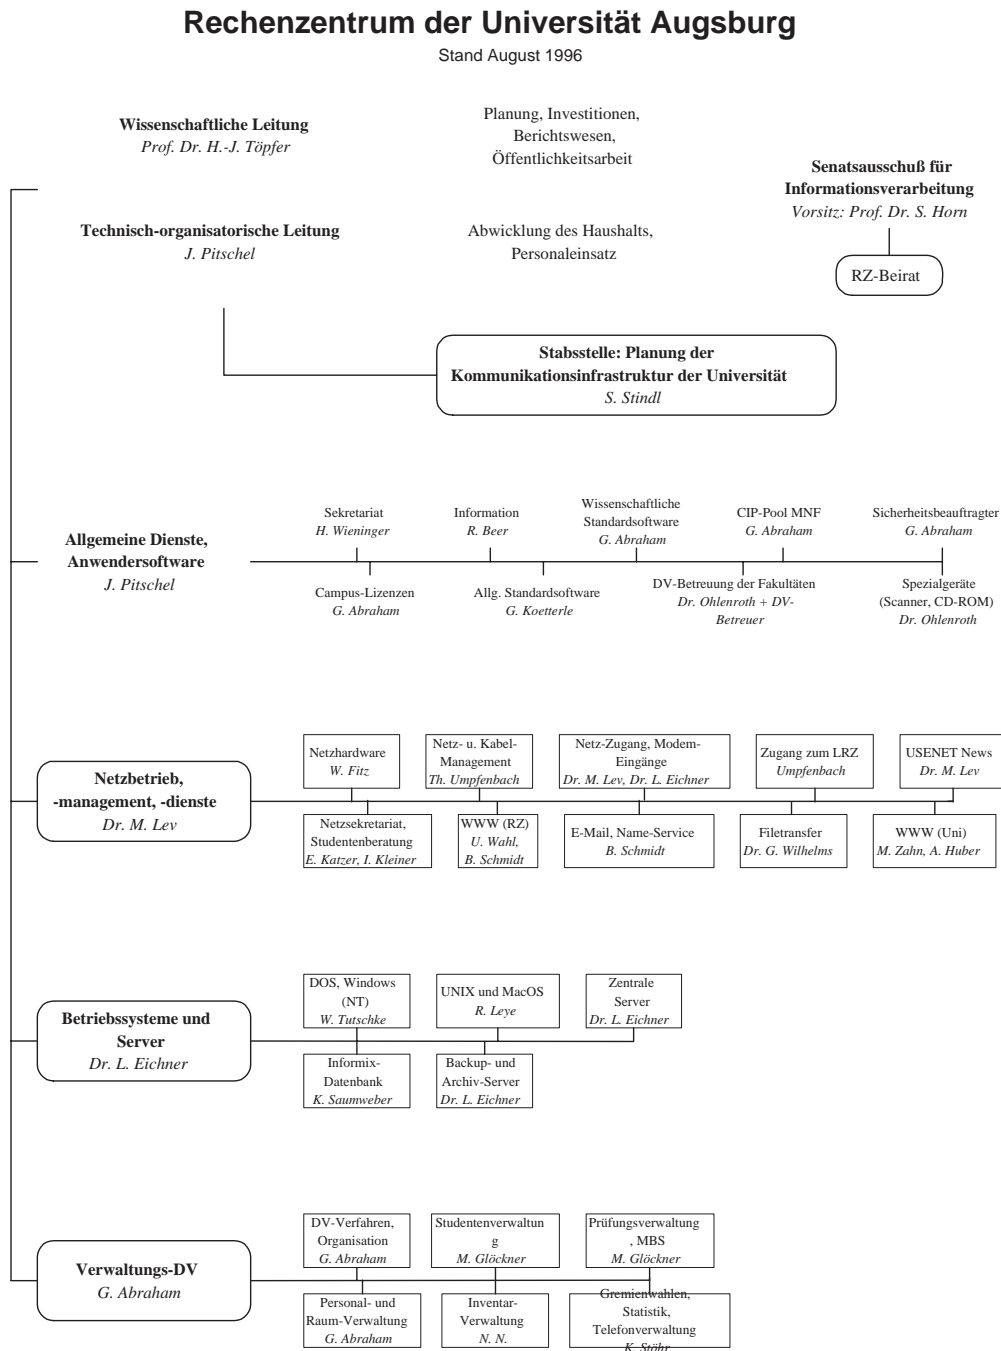 Rechenzentrum der Universität Augsburg
Stand August 1996
Wissenschaftliche Leitung
Prof. Dr. H.-J. Töpfer
Planung, Investitionen,
Berichtswesen,
Öffentlichkeitsarbeit
Senatsausschuß für
Informationsverarbeitung
Vorsitz: Prof. Dr. S. Horn
Technisch-organisatorische Leitung
J. Pitschel
Abwicklung des Haushalts,
Personaleinsatz
RZ-Beirat
Stabsstelle: Planung der
Kommunikationsinfrastruktur der Universität
S. Stindl
Allgemeine Dienste,
Anwendersoftware
J. Pitschel
Sekretariat
H. Wieninger
Information
R. Beer
Wissenschaftliche
Standardsoftware
G. Abraham
CIP-Pool MNF
G. Abraham
Sicherheitsbeauftragter
G. Abraham
Campus-Lizenzen
G. Abraham
Allg. Standardsoftware
G. Koetterle
DV-Betreuung der Fakultäten
Dr. Ohlenroth + DV-
Betreuer
Spezialgeräte
(Scanner, CD-ROM)
Dr. Ohlenroth
Netzbetrieb,
-management, -dienste
Dr. M. Lev
Netzhardware
W. Fitz
Netz- u. Kabel-
Management
Th. Umpfenbach
Netz-Zugang, Modem-
Eingänge
Dr. M. Lev, Dr. L. Eichner
Zugang zum LRZ
Umpfenbach
USENET News
Dr. M. Lev
Netzsekretariat,
Studentenberatung
E. Katzer, I. Kleiner
WWW (RZ)
U. Wahl,
B. Schmidt
E-Mail, Name-Service
B. Schmidt
Filetransfer
Dr. G. Wilhelms
WWW (Uni)
M. Zahn, A. Huber
Betriebssysteme und
Server
Dr. L. Eichner
DOS, Windows
(NT)
W. Tutschke
UNIX und MacOS
R. Leye
Zentrale
Server
Dr. L. Eichner
Informix-
Datenbank
K. Saumweber
Backup- und
Archiv-Server
Dr. L. Eichner
Verwaltungs-DV
G. Abraham
DV-Verfahren,
Organisation
G. Abraham
Studentenverwaltun
g
M. Glöckner
Prüfungsverwaltung
, MBS
M. Glöckner
Personal- und
Raum-Verwaltung
G. Abraham
Inventar-
Verwaltung
N. N.
Gremienwahlen,
Statistik,
Telefonverwaltung
K. Stöhr